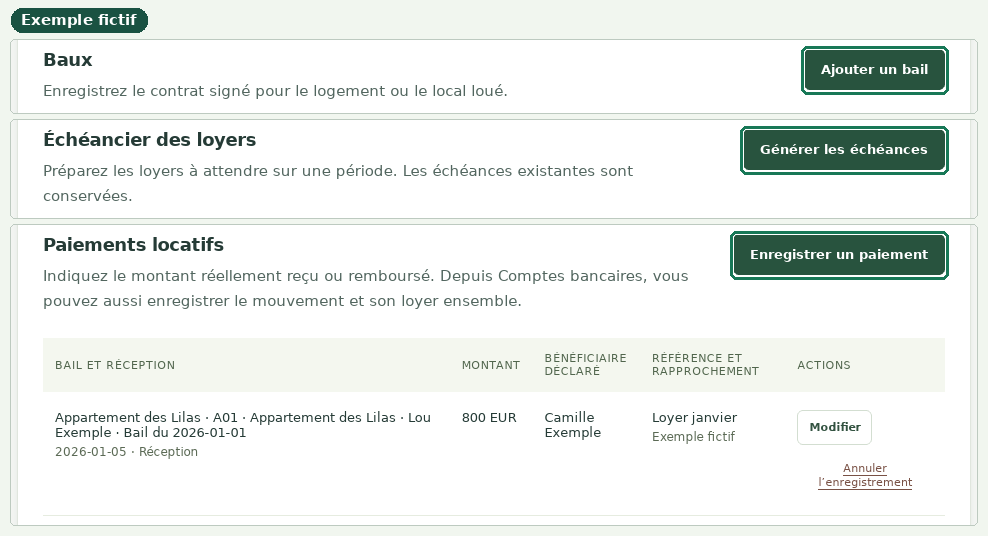 Exemple fictif
Baux
Ajouter un bail
Enregistrez le contrat signé pour le logement ou le local loué.
Échéancier des loyers
Générer les échéances
Préparez les loyers à attendre sur une période. Les échéances existantes sont
conservées.
Paiements locatifs
Enregistrer un paiement
Indiquez le montant réellement reçu ou remboursé. Depuis Comptes bancaires, vous
pouvez aussi enregistrer le mouvement et son loyer ensemble.
BAIL ET RÉCEPTION
MONTANT
BÉNÉFICIAIRE
DÉCLARÉ
RÉFÉRENCE ET
RAPPROCHEMENT
ACTIONS
Appartement des Lilas · A01 · Appartement des Lilas · Lou
Exemple · Bail du 2026-01-01
2026-01-05 · Réception
800 EUR
Camille
Exemple
Loyer janvier
Exemple fictif
Modifier
Annuler
l’enregistrement